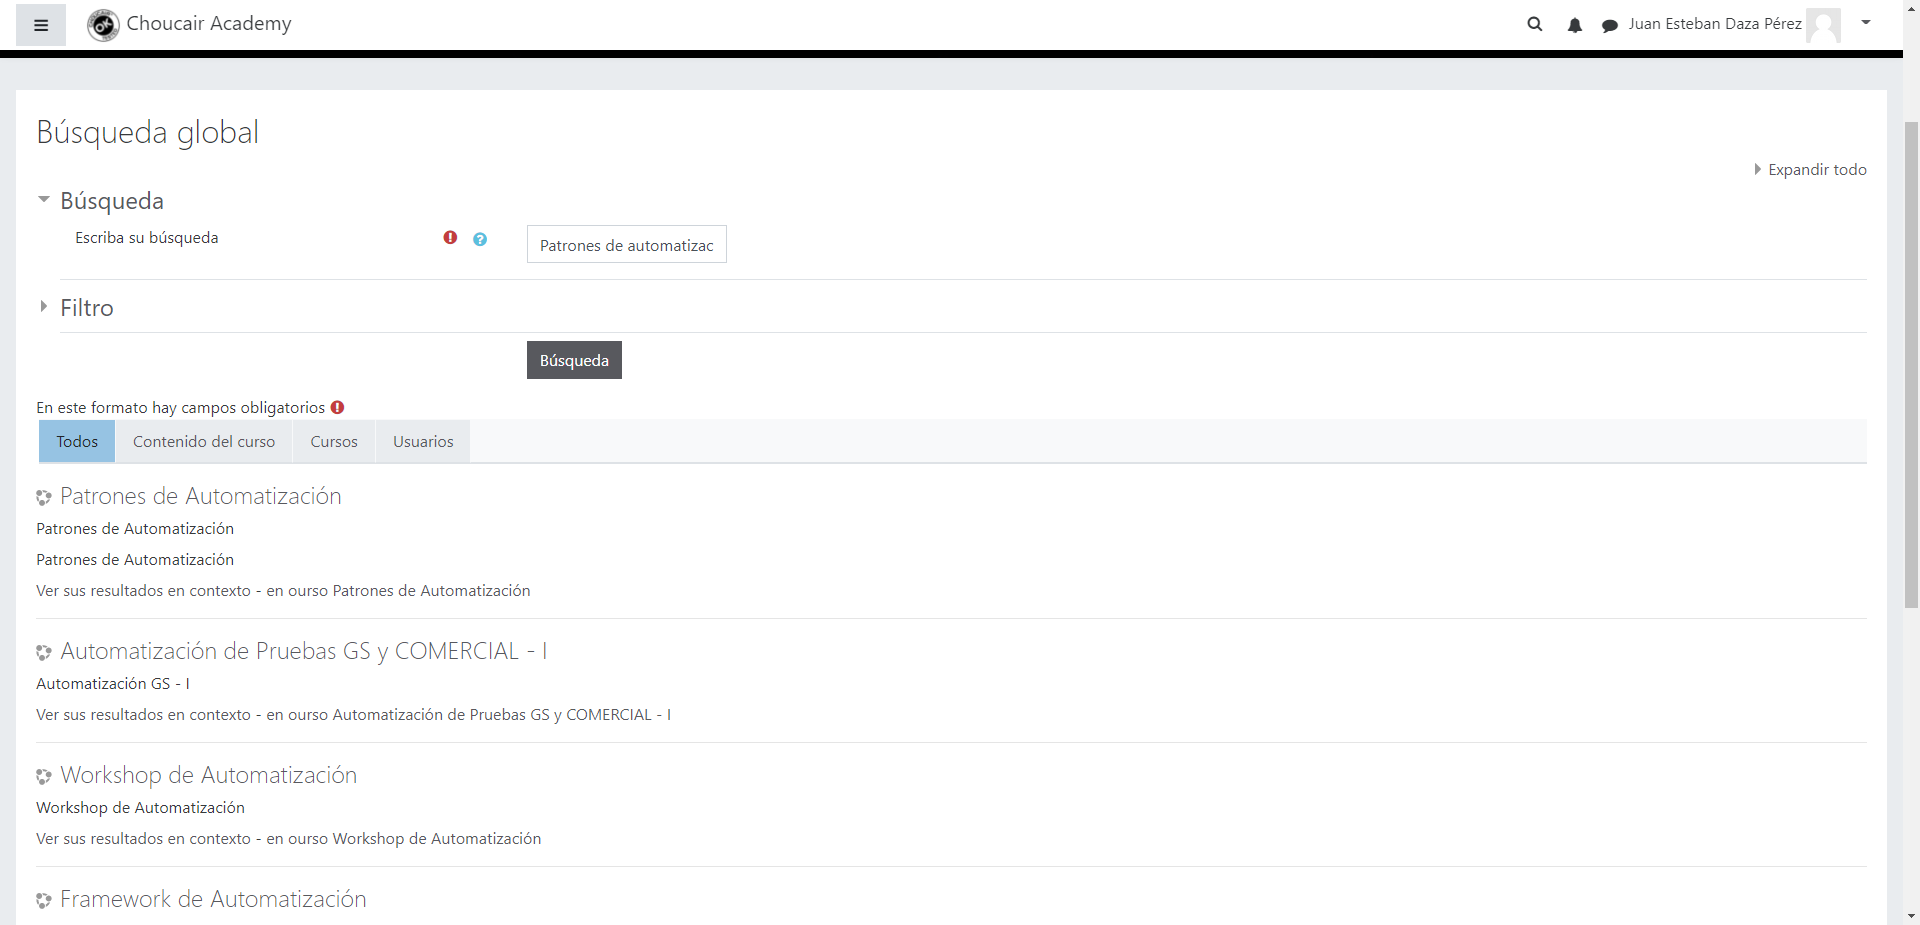 Choucair Academy
Juan Esteban Daza Pérez
Búsqueda global
Expandir todo
Búsqueda
Escriba su búsqueda
Patrones de automatizac
Filtro
Búsqueda
En este formato hay campos obligatorios
Todos Contenido del curso Cursos Usuarios
Patrones de Automatización
Patrones de Automatización
Patrones de Automatización
Ver sus resultados en contexto - en ourso Patrones de Automatización
Automatización de Pruebas GS y COMERCIAL - I
Automatización GS - I
Ver sus resultados en contexto - en ourso Automatización de Pruebas GS y COMERCIAL - I
Workshop de Automatización
Workshop de Automatización
Ver sus resultados en contexto - en ourso Workshop de Automatización
Framework de Automatización